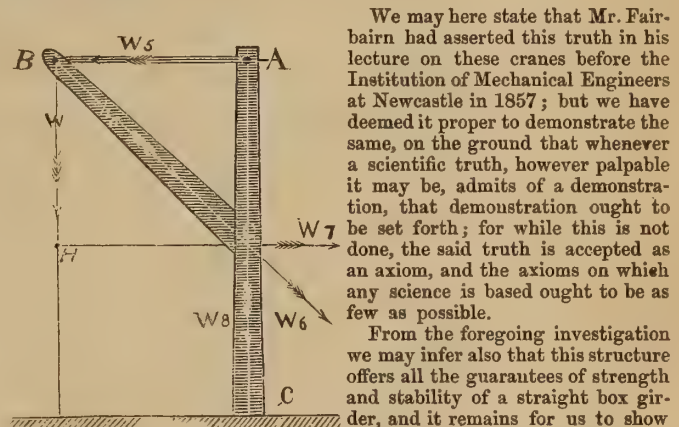 We may here state that Mr. Fair-
bairn had asserted this truth in his
lecture on these cranes before the
Institution of Mechanical Engineers
at Newcastle in 1857; but we have
deemed it proper to demonstrate the
same, on the ground that whenever
a scientific truth, however palpable
it may be, admits of a demonstra-
tion, that demoustration ought to
be set forth; for while this is not
done, the said truth is accepted as
an axiom, and the axioms on which
any science is based ought to be as
few as possible.
From the foregoing investigation
we may infer also that this structure
offers all the guarautees of strength
and stability of a straight box gir-
der, and it remains for us to show
B
W5
A
W
H
W7
W8
W6
C